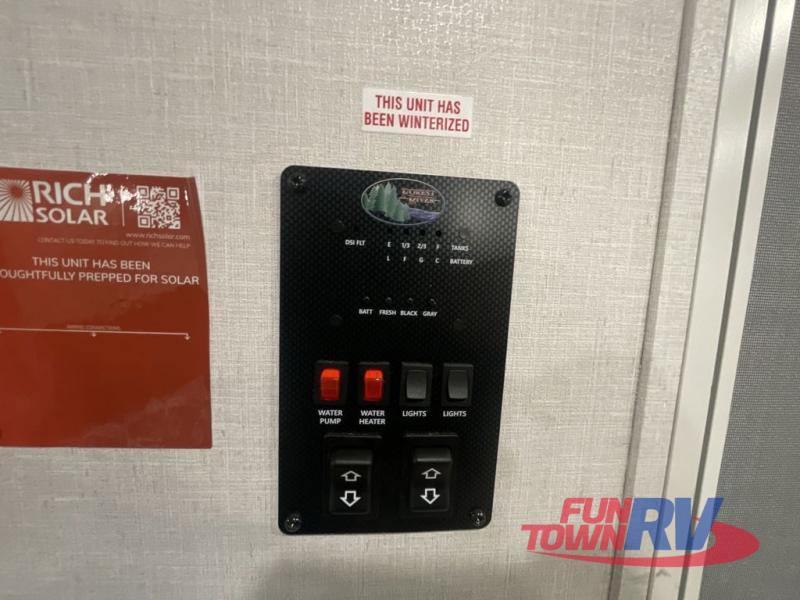 THIS UNIT HAS
BEEN WINTERIZED
RICH
SOLAR
www.richsolar.com
CONTACT US TODAY TO FIND OUT HOW WE CAN HELP
THIS UNIT HAS BEEN
OUGHTFULLY PREPPED FOR SOLAR
WIRING CONNECTIONS
FOREST
RIVER
DSI FLT E 1/3 2/3 F TANKS
L F G C BATTERY
BATT FRESH BLACK GRAY
WATER PUMP WATER HEATER LIGHTS LIGHTS
FUN
TOWN RV